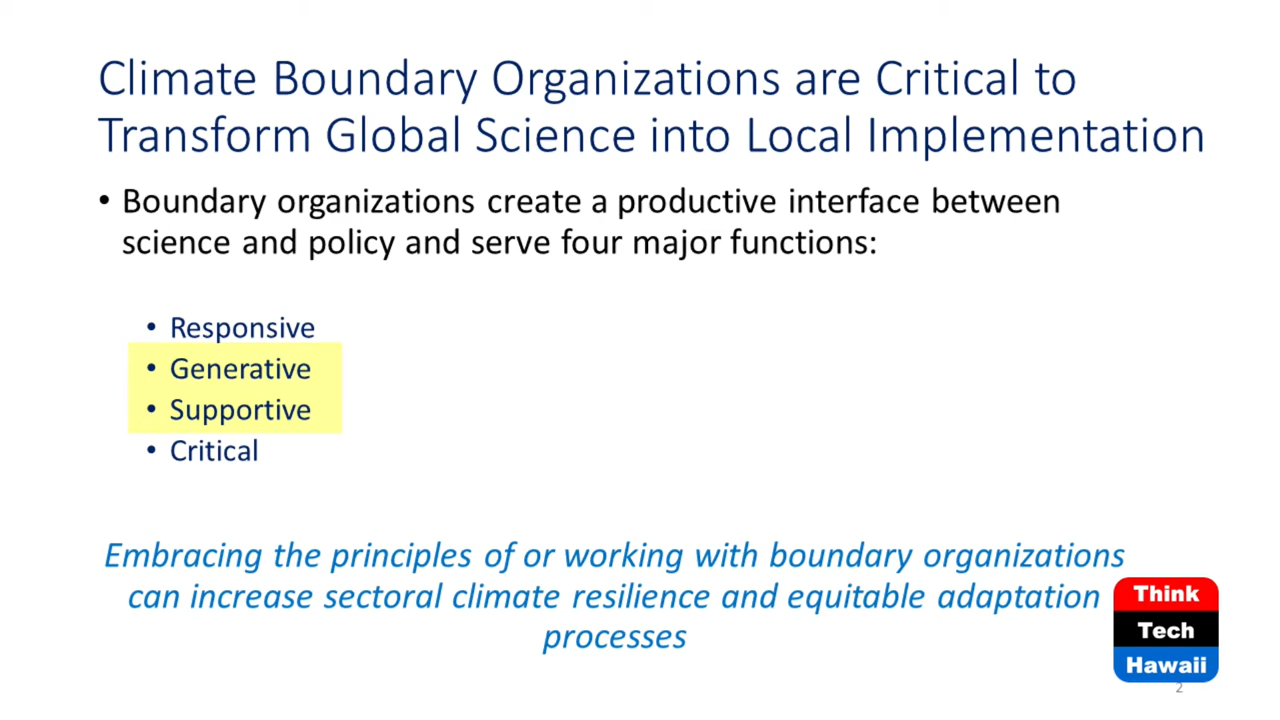 Climate Boundary Organizations are Critical to
Transform Global Science into Local Implementation
• Boundary organizations create a productive interface between
science and policy and serve four major functions:
• Responsive
• Generative
• Supportive
• Critical
Embracing the principles of or working with boundary organizations
can increase sectoral climate resilience and equitable adaptation
processes
Think
Tech
Hawaii
2